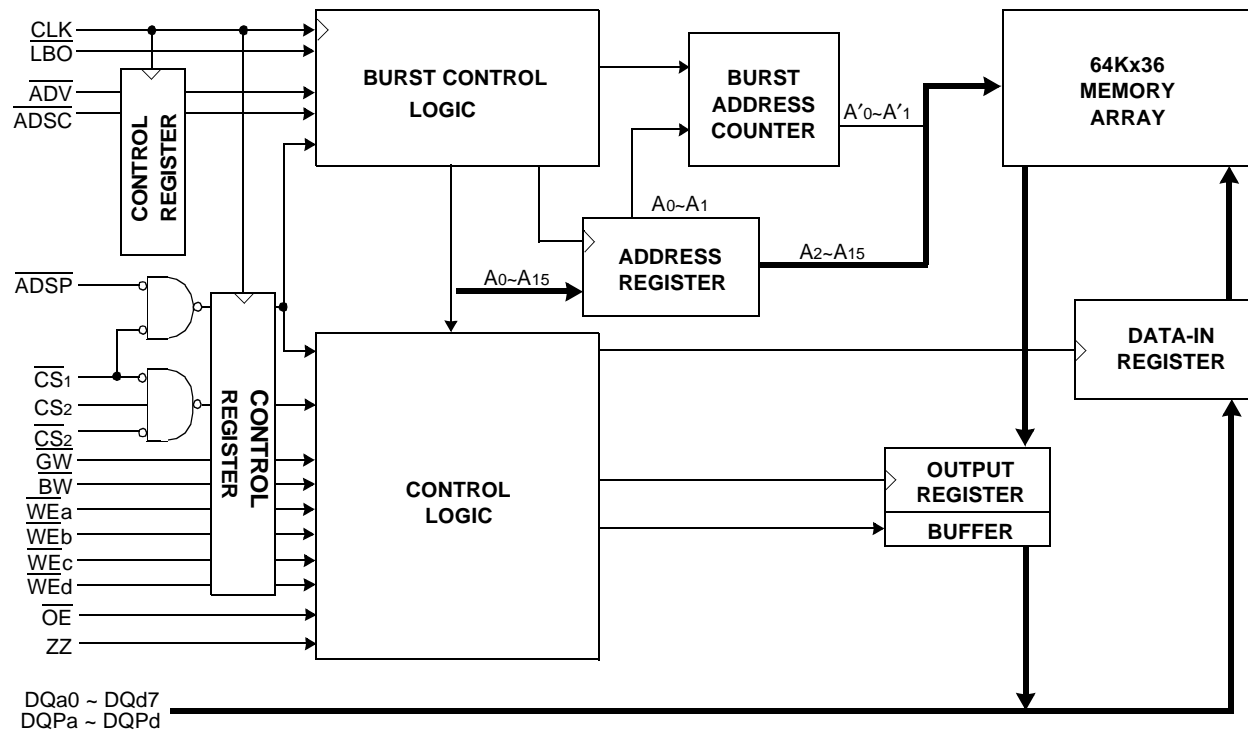 CLK
LBO
ADV
ADSC
CONTROL
REGISTER
BURST CONTROL
LOGIC
BURST
ADDRESS
COUNTER
A′0~A′1
64Kx36
MEMORY
ARRAY
A0~A1
ADDRESS
REGISTER
A2~A15
A0~A15
ADSP
CS1
CS2
CS2
GW
BW
WEa
WEb
WEc
WEd
OE
ZZ
CONTROL
REGISTER
CONTROL
LOGIC
DATA-IN
REGISTER
OUTPUT
REGISTER
BUFFER
DQa0 ~ DQd7
DQPa ~ DQPd